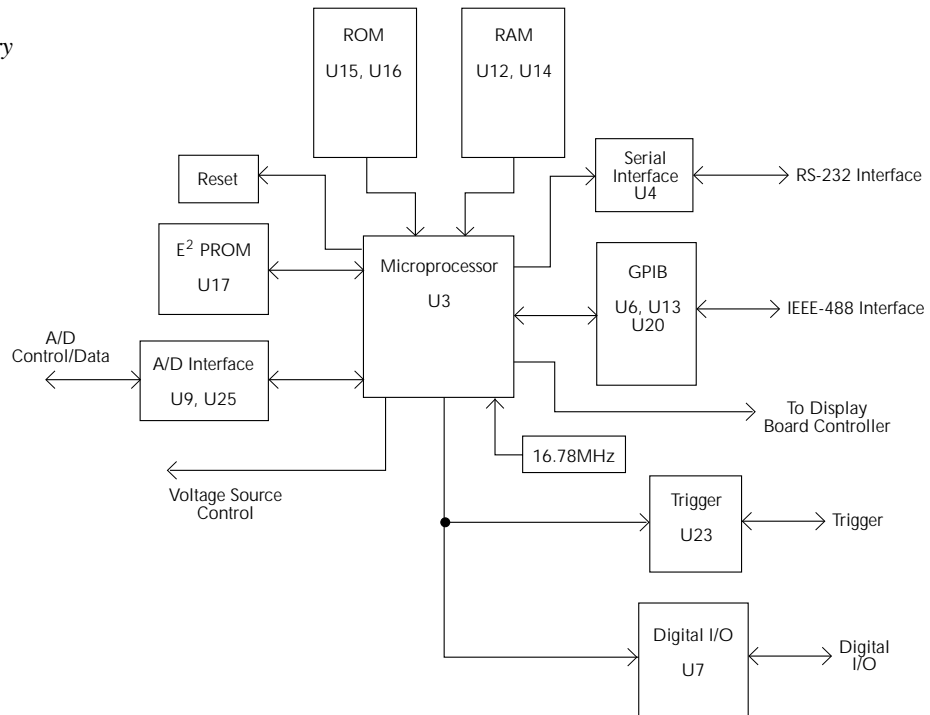 ry
ROM
U15, U16
RAM
U12, U14
Reset
Serial
Interface
U4
RS-232 Interface
E² PROM
U17
Microprocessor
U3
GPIB
U6, U13
U20
IEEE-488 Interface
A/D
Control/Data
A/D Interface
U9, U25
To Display
Board Controller
16.78MHz
Voltage Source
Control
Trigger
U23
Trigger
Digital I/O
U7
Digital
I/O